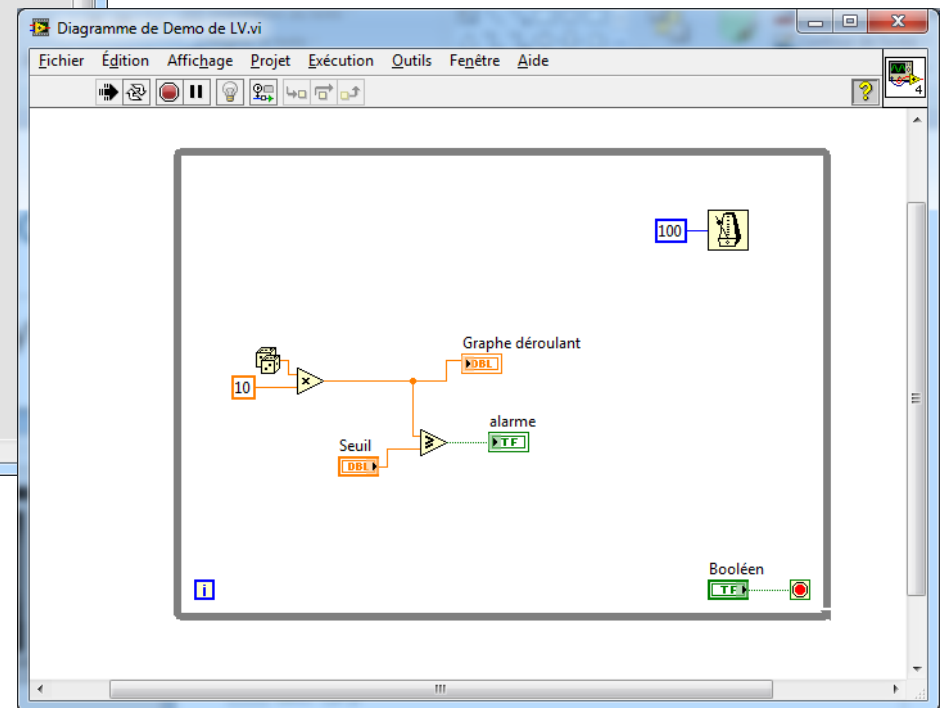 Diagramme de Demo de LV.vi
Fichier Édition Affichage Projet Exécution Outils Fenêtre Aide
4
100
Graphe déroulant
DBL
10
alarme
TF
Seuil
DBL
Booléen
TF
i